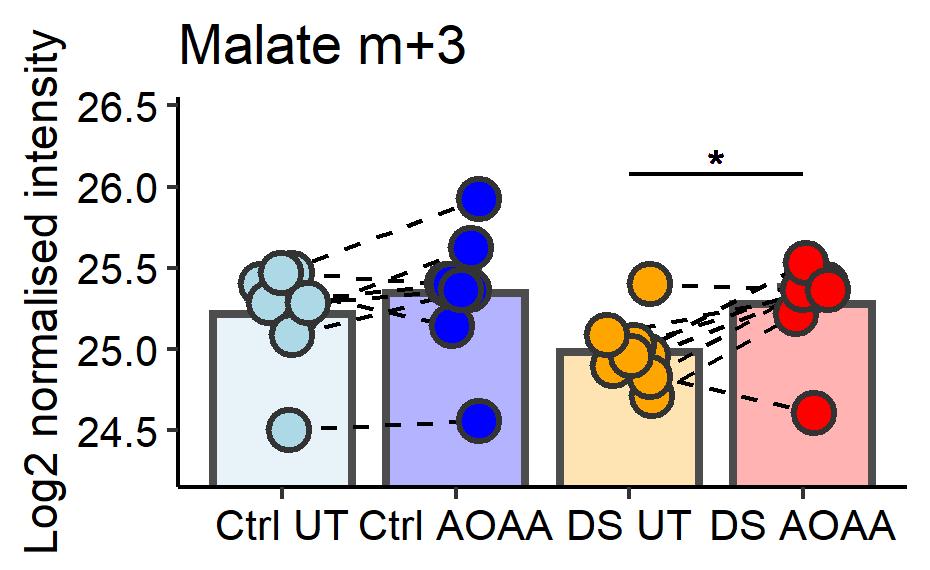 Malate m+3
Log2 normalised intensity
26.5
26.0
25.5
25.0
24.5
*
Ctrl UT Ctrl AOAA DS UT DS AOAA